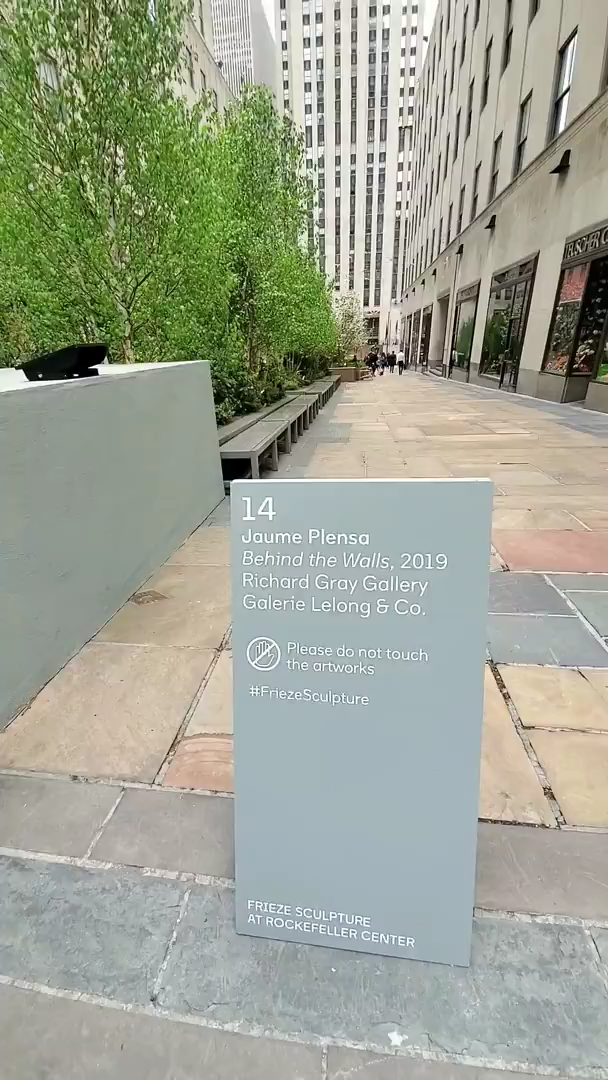 14
Jaume Plensa
Behind the Walls, 2019
Richard Gray Gallery
Galerie Lelong & Co.
Please do not touch
the artworks
#FriezeSculpture
FRIEZE SCULPTURE
AT ROCKEFELLER CENTER